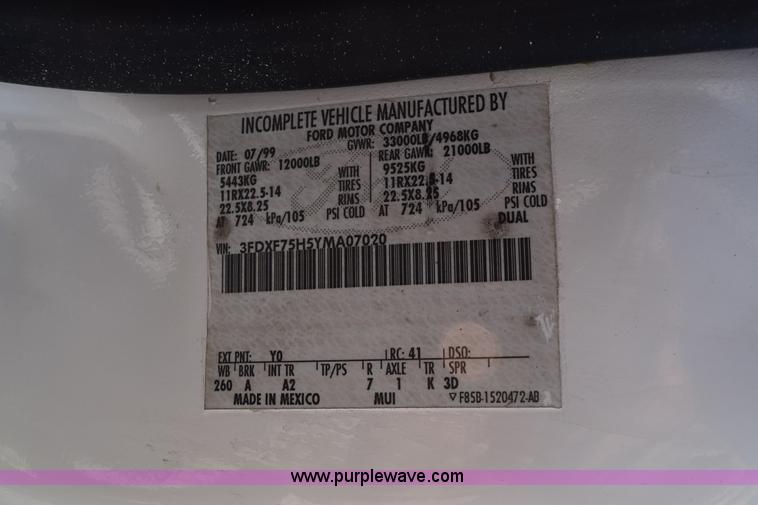 INCOMPLETE VEHICLE MANUFACTURED BY
FORD MOTOR COMPANY
DATE: 07/99 GVWR: 33000LB/4968KG
FRONT GAWR: 12000LB REAR GAWR: 21000LB
5443KG WITH 9525KG WITH
11RX22.5-14 TIRES 11RX22.5-14 TIRES
22.5X8.25 RIMS 22.5X8.25 RIMS
AT 724 kPa/105 PSI COLD AT 724 kPa/105 PSI COLD
DUAL
VIN: 3FDXF75H5YMA07020
EXT PNT: Y0 RC: 41 DSO:
WB BRK INT TR TP/PS R AXLE TR SPR
260 A A2 7 1 K 3D
MADE IN MEXICO MUI F85B-1520472-AB
www.purplewave.com